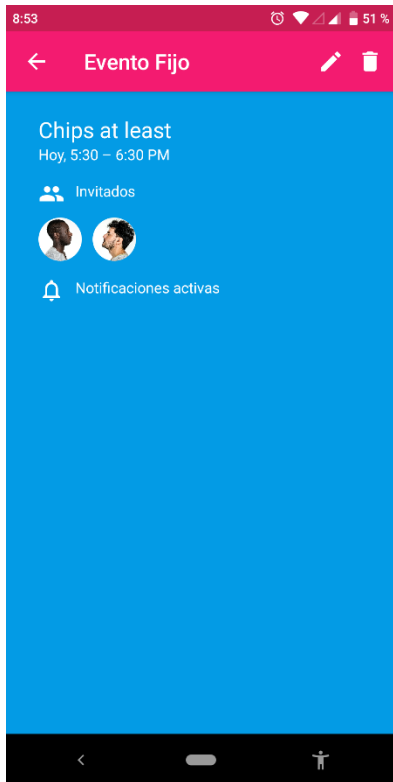 8:53
51 %
Evento Fijo
Chips at least
Hoy, 5:30 – 6:30 PM
Invitados
Notificaciones activas